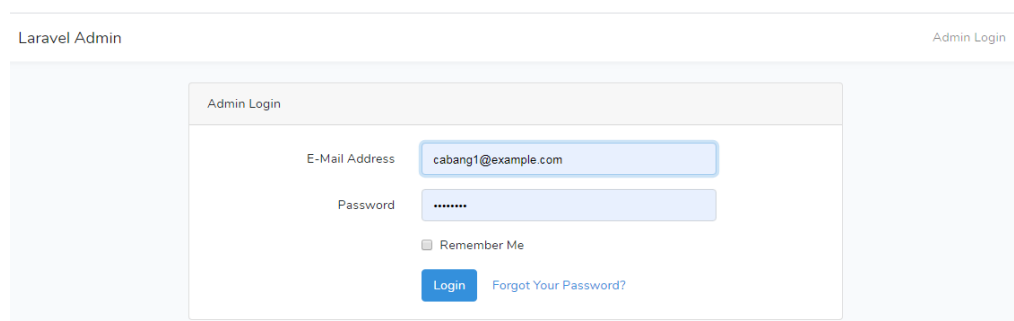 Laravel Admin
Admin Login
Admin Login
E-Mail Address
cabang1@example.com
Password
••••••••
Remember Me
Login
Forgot Your Password?